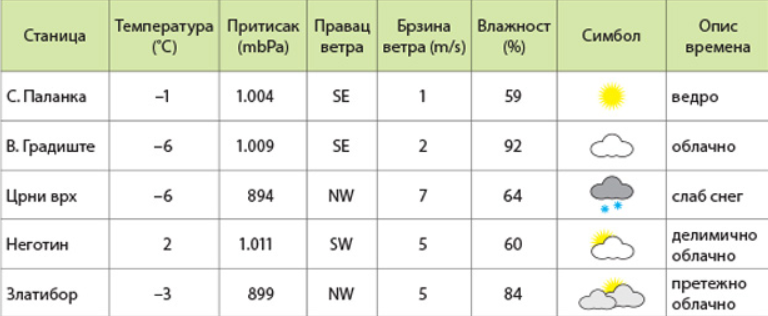 Станица Температура (°C) Притисак (mbPa) Правац ветра Брзина ветра (m/s) Влажност (%) Симбол Опис времена
С. Паланка –1 1.004 SE 1 59 ведро
В. Градиште –6 1.009 SE 2 92 облачно
Црни врх –6 894 NW 7 64 слаб снег
Неготин 2 1.011 SW 5 60 делимично облачно
Златибор –3 899 NW 5 84 претежно облачно